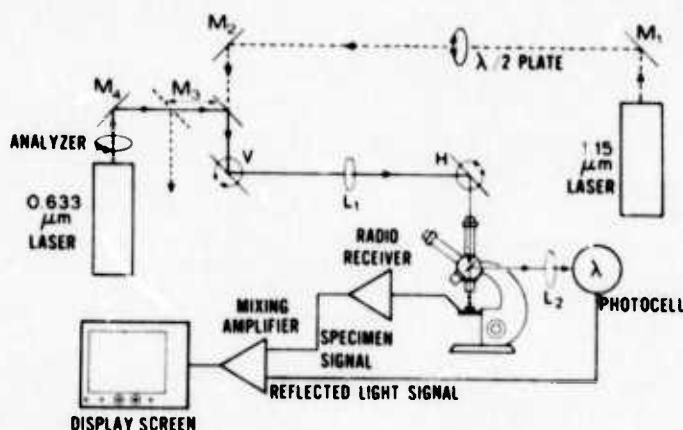 M₂
M₁
λ/2 PLATE
M₄
M₃
ANALYZER
V
H
L₁
1.15
μm
LASER
0.633
μm
LASER
RADIO
RECEIVER
L₂
λ
PHOTOCELL
MIXING
AMPLIFIER
SPECIMEN
SIGNAL
REFLECTED LIGHT SIGNAL
DISPLAY SCREEN